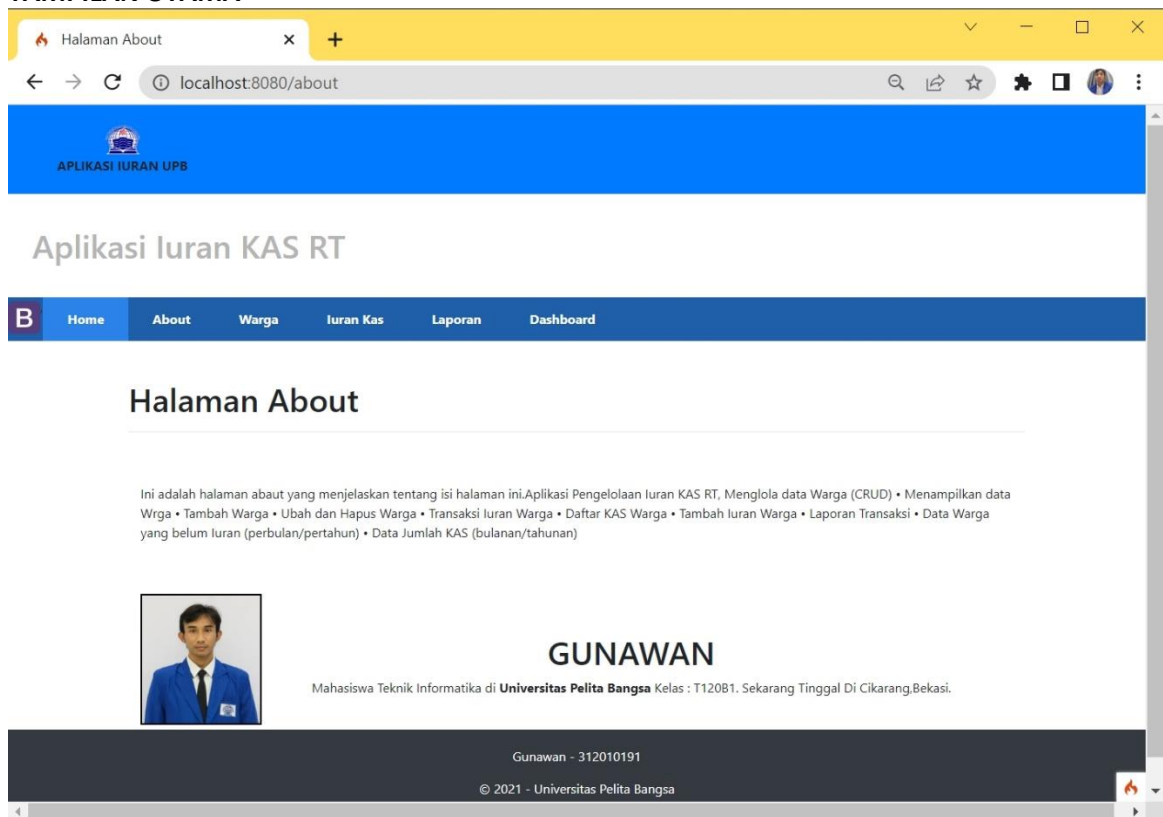 Halaman About
localhost:8080/about
APLIKASI IURAN UPB
Aplikasi Iuran KAS RT
B Home About Warga Iuran Kas Laporan Dashboard
Halaman About
Ini adalah halaman abaut yang menjelaskan tentang isi halaman ini.Aplikasi Pengelolaan Iuran KAS RT, Menglola data Warga (CRUD) • Menampilkan data
Wrga • Tambah Warga • Ubah dan Hapus Warga • Transaksi Iuran Warga • Daftar KAS Warga • Tambah Iuran Warga • Laporan Transaksi • Data Warga
yang belum Iuran (perbulan/pertahun) • Data Jumlah KAS (bulanan/tahunan)
GUNAWAN
Mahasiswa Teknik Informatika di Universitas Pelita Bangsa Kelas : T120B1. Sekarang Tinggal Di Cikarang,Bekasi.
Gunawan - 312010191
© 2021 - Universitas Pelita Bangsa